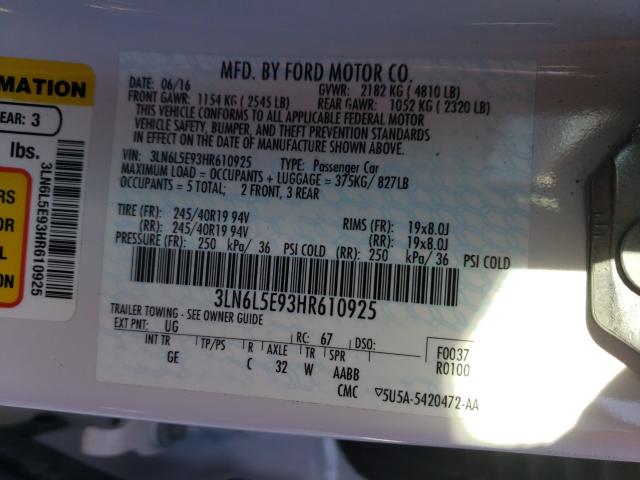 RMATION
EAR: 3
lbs.
3LN6L5E93HR610925
MFD. BY FORD MOTOR CO.
DATE: 06/16 GVWR: 2182 KG ( 4810 LB)
FRONT GAWR: 1154 KG ( 2545 LB) REAR GAWR: 1052 KG ( 2320 LB)
THIS VEHICLE CONFORMS TO ALL APPLICABLE FEDERAL MOTOR
VEHICLE SAFETY, BUMPER, AND THEFT PREVENTION STANDARDS
IN EFFECT ON THE DATE OF MANUFACTURE SHOWN ABOVE.
VIN: 3LN6L5E93HR610925 TYPE: Passenger Car
MAXIMUM LOAD = OCCUPANTS + LUGGAGE = 375KG/ 827LB
OCCUPANTS = 5 TOTAL; 2 FRONT, 3 REAR
TIRE (FR): 245/40R19 94V RIMS (FR): 19x8.0J
(RR): 245/40R19 94V (RR): 19x8.0J
PRESSURE (FR): 250 kPa/ 36 PSI COLD (RR): 250 kPa/ 36 PSI COLD
3LN6L5E93HR610925
TRAILER TOWING - SEE OWNER GUIDE
EXT PNT: UG RC: 67 DSO:
INT TR TP/PS R AXLE TR SPR F0037
GE C 32 W AABB R0100
CMC ▽5U5A-5420472-AA